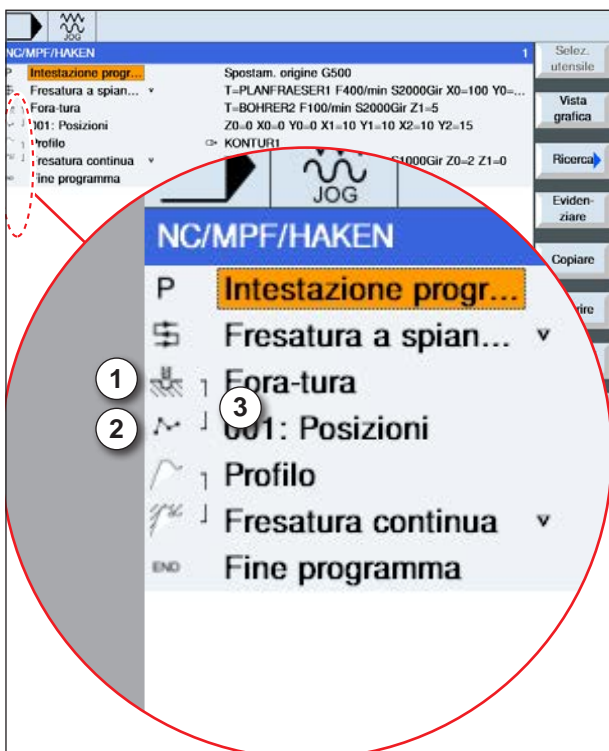 JOG
NC/MPF/HAKEN 1
P Intestazione progr... Spostam. origine G500
Fresatura a spian... v T=PLANFRAESER1 F400/min S2000Gir X0=100 Y0=...
Fora-tura T=BOHRER2 F100/min S2000Gir Z1=5
001: Posizioni Z0=0 X0=0 Y0=0 X1=10 Y1=10 X2=10 Y2=15
Profilo KONTUR1
Fresatura continua v S1000Gir Z0=2 Z1=0
Fine programma
Selez.
utensile
Vista
grafica
Ricerca
Eviden-
ziare
Copiare
JOG
NC/MPF/HAKEN
P Intestazione progr...
Fresatura a spian... v
1 Fora-tura
3
2 001: Posizioni
Profilo
Fresatura continua v
END Fine programma